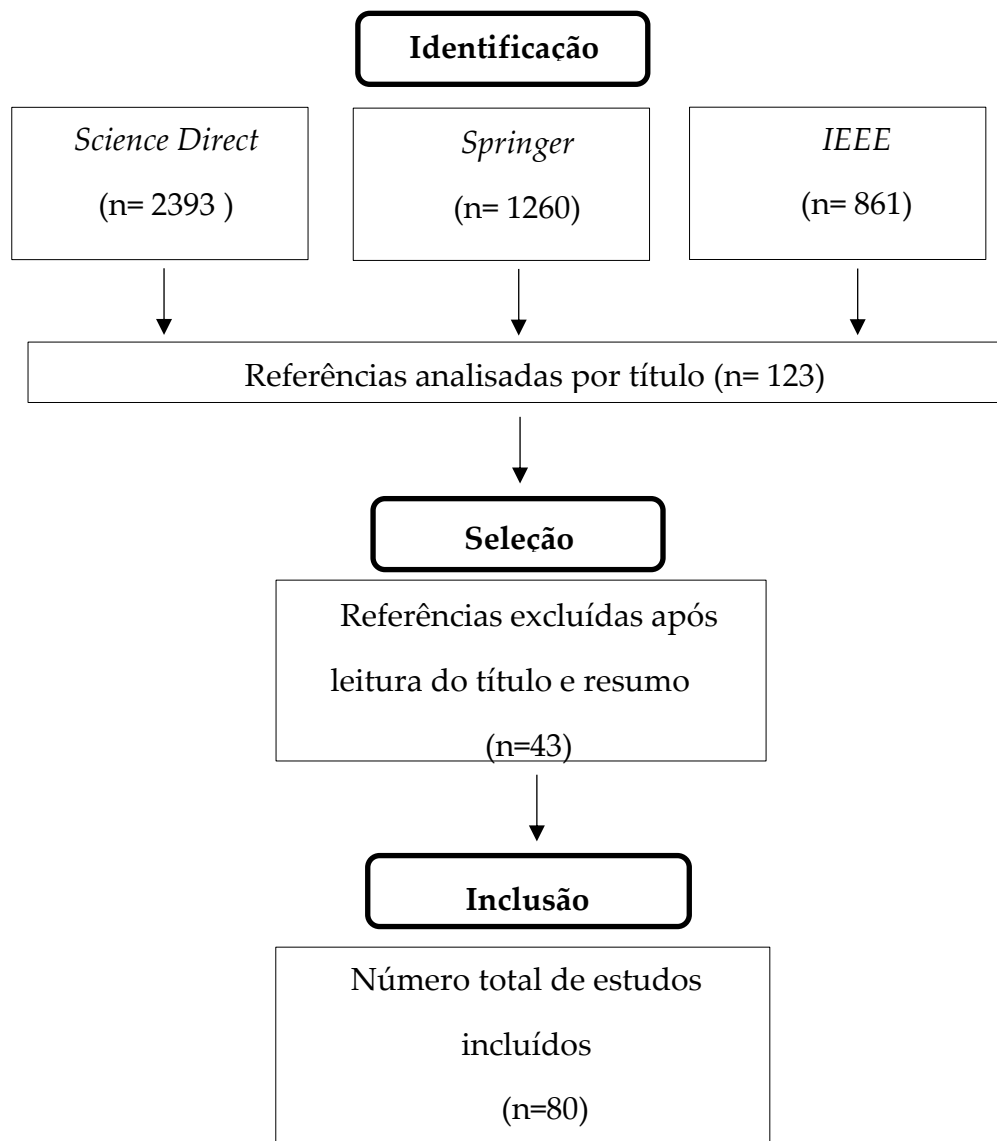 Identificação
Science Direct
(n= 2393 )
Springer
(n= 1260)
IEEE
(n= 861)
Referências analisadas por título (n= 123)
Seleção
Referências excluídas após
leitura do título e resumo
(n=43)
Inclusão
Número total de estudos
incluídos
(n=80)